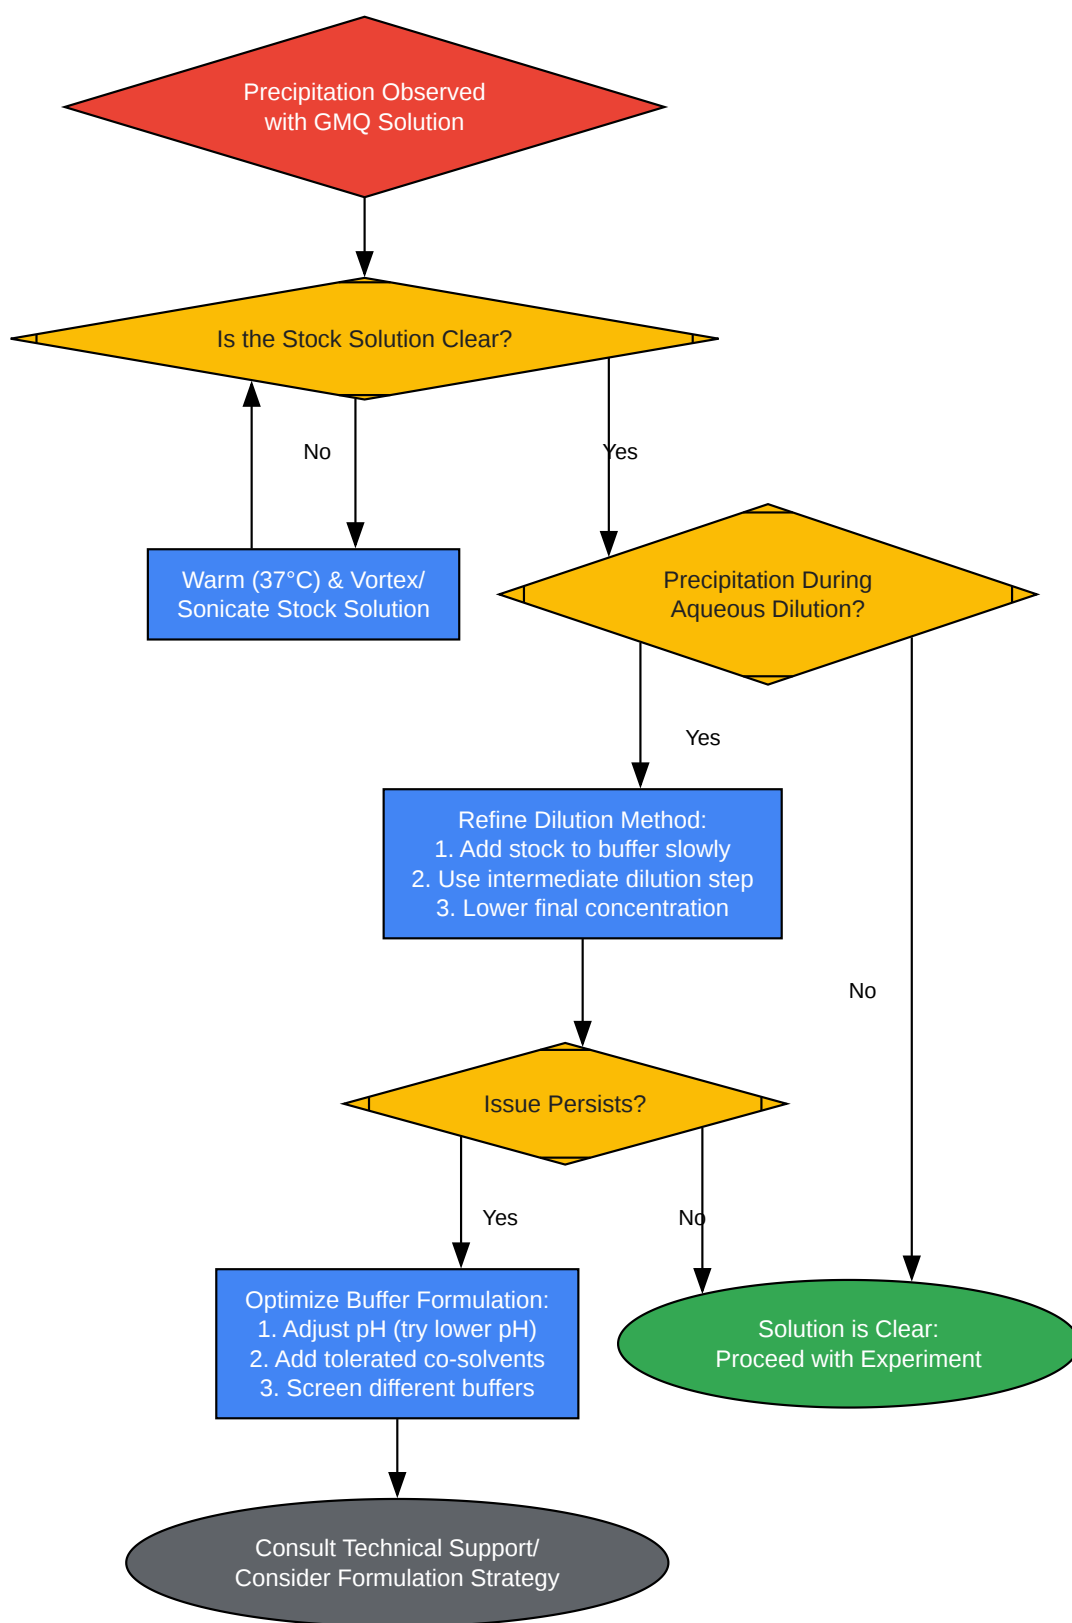 Precipitation Observed
with GMQ Solution
Is the Stock Solution Clear?
No
Yes
Warm (37°C) & Vortex/
Sonicate Stock Solution
Precipitation During
Aqueous Dilution?
Yes
Refine Dilution Method:
1. Add stock to buffer slowly
2. Use intermediate dilution step
3. Lower final concentration
No
Issue Persists?
Yes
No
Optimize Buffer Formulation:
1. Adjust pH (try lower pH)
2. Add tolerated co-solvents
3. Screen different buffers
Solution is Clear:
Proceed with Experiment
Consult Technical Support/
Consider Formulation Strategy